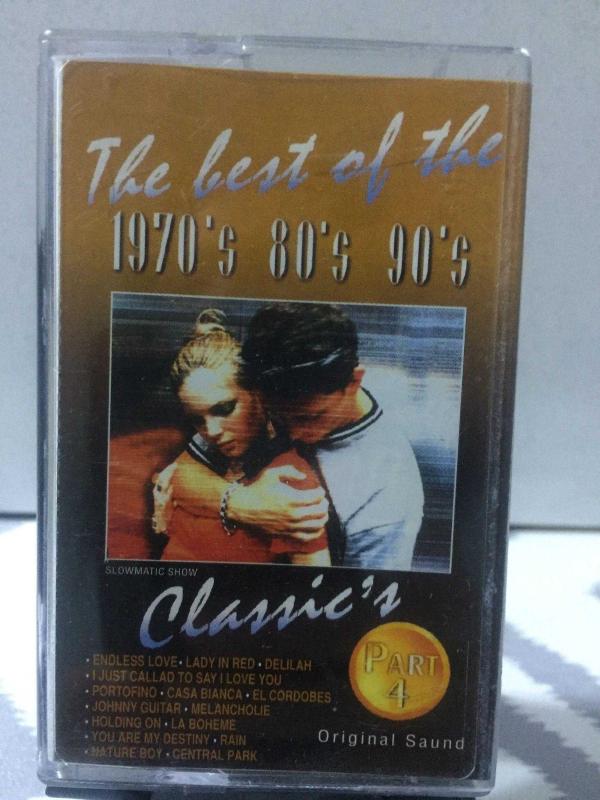 The best of the
1970's 80's 90's
SLOWMATIC SHOW
Classic's
• ENDLESS LOVE • LADY IN RED • DELILAH
• I JUST CALLAD TO SAY I LOVE YOU
• PORTOFINO • CASA BIANCA • EL CORDOBES
• JOHNNY GUITAR • MELANCHOLIE
• HOLDING ON • LA BOHEME
• YOU ARE MY DESTINY • RAIN
• NATURE BOY • CENTRAL PARK
PART
4
Original Saund